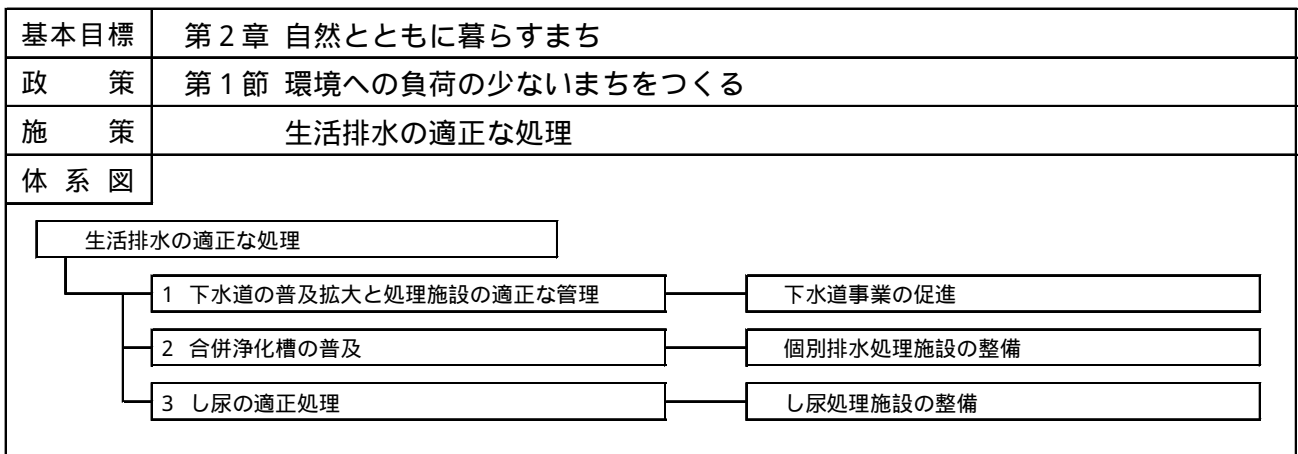 基本目標 第2章 自然とともに暮らすまち
政策 第1節 環境への負荷の少ないまちをつくる
施策 生活排水の適正な処理
体系図
生活排水の適正な処理
1 下水道の普及拡大と処理施設の適正な管理 下水道事業の促進
2 合併浄化槽の普及 個別排水処理施設の整備
3 し尿の適正処理 し尿処理施設の整備